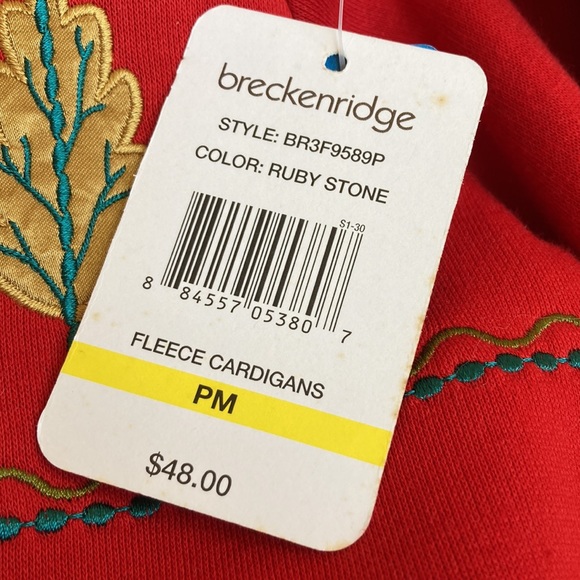 breckenridge
STYLE: BR3F9589P
COLOR: RUBY STONE
S1-30
8 84557 05380 7
FLEECE CARDIGANS
PM
$48.00